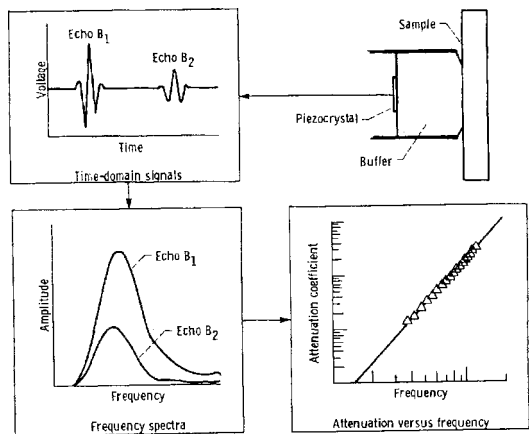 Echo B1
Echo B2
Voltage
Time
Time-domain signals
Sample
Piezocrystal
Buffer
Amplitude
Echo B1
Echo B2
Frequency
Frequency spectra
Attenuation coefficient
Frequency
Attenuation versus frequency